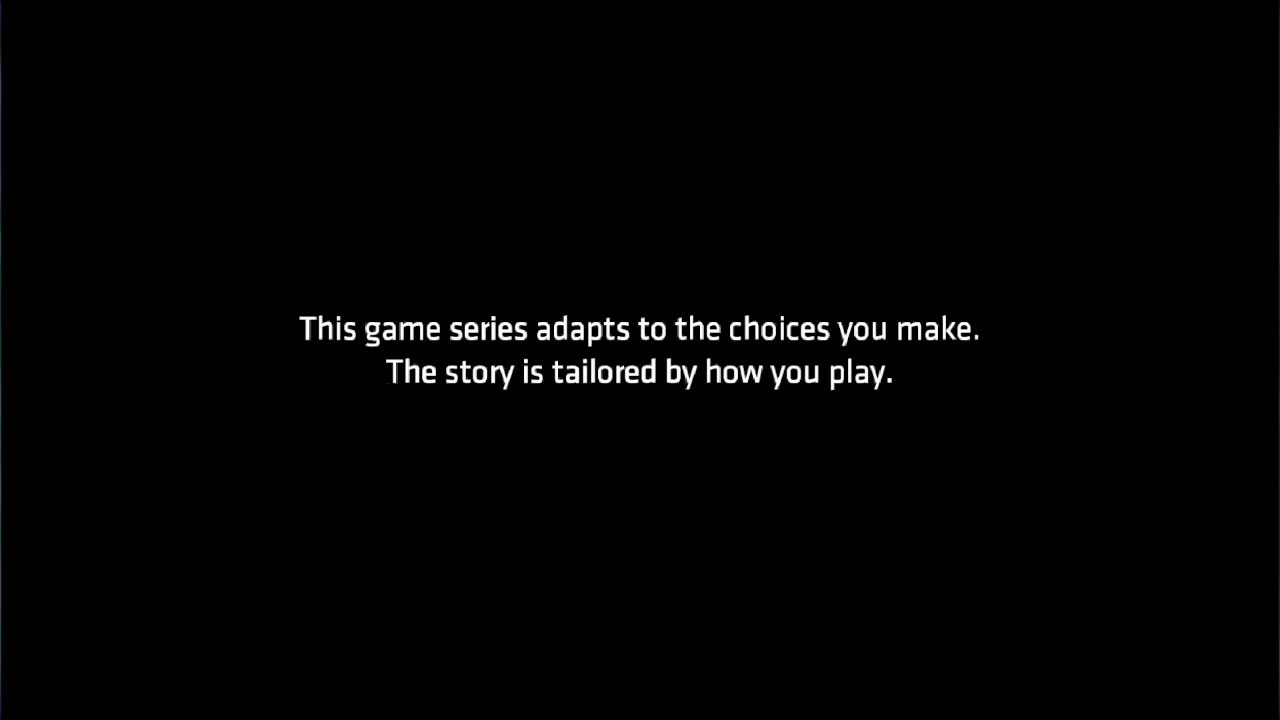 This game series adapts to the choices you make.
The story is tailored by how you play.